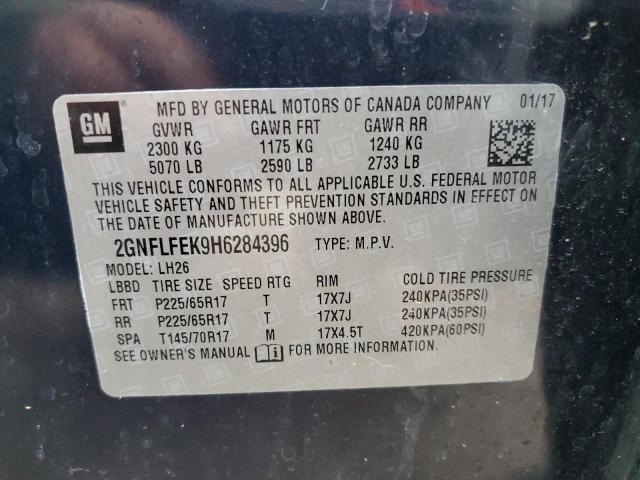 GM
MFD BY GENERAL MOTORS OF CANADA COMPANY 01/17
GVWR GAWR FRT GAWR RR
2300 KG 1175 KG 1240 KG
5070 LB 2590 LB 2733 LB
THIS VEHICLE CONFORMS TO ALL APPLICABLE U.S. FEDERAL MOTOR
VEHICLE SAFETY AND THEFT PREVENTION STANDARDS IN EFFECT ON
THE DATE OF MANUFACTURE SHOWN ABOVE.
2GNFLFEK9H6284396 TYPE: M.P.V.
MODEL: LH26
LBBD TIRE SIZE SPEED RTG RIM COLD TIRE PRESSURE
FRT P225/65R17 T 17X7J 240KPA(35PSI)
RR P225/65R17 T 17X7J 240KPA(35PSI)
SPA T145/70R17 M 17X4.5T 420KPA(60PSI)
SEE OWNER'S MANUAL FOR MORE INFORMATION.